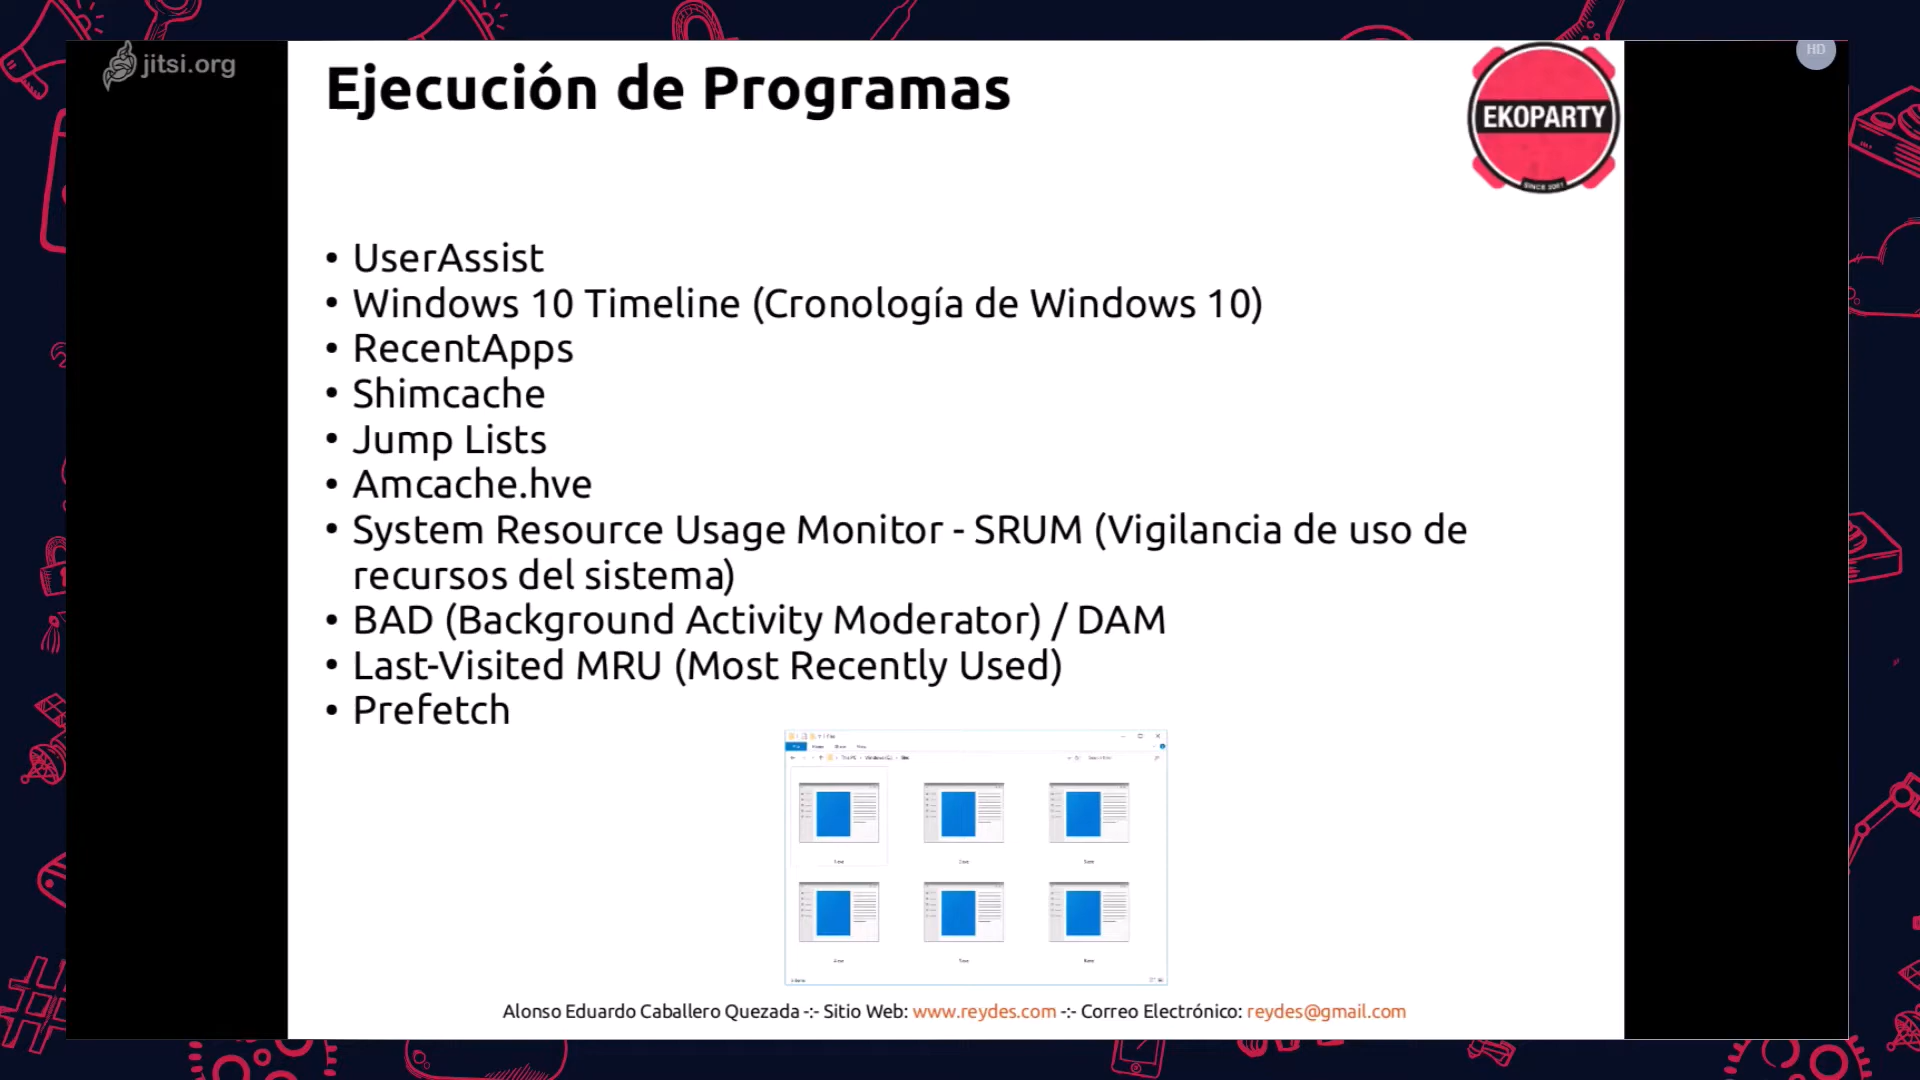 jitsi.org
HD
Ejecución de Programas
EKOPARTY
SINCE 2001
• UserAssist
• Windows 10 Timeline (Cronología de Windows 10)
• RecentApps
• Shimcache
• Jump Lists
• Amcache.hve
• System Resource Usage Monitor - SRUM (Vigilancia de uso de
recursos del sistema)
• BAD (Background Activity Moderator) / DAM
• Last-Visited MRU (Most Recently Used)
• Prefetch
Alonso Eduardo Caballero Quezada -:- Sitio Web: www.reydes.com -:- Correo Electrónico: reydes@gmail.com